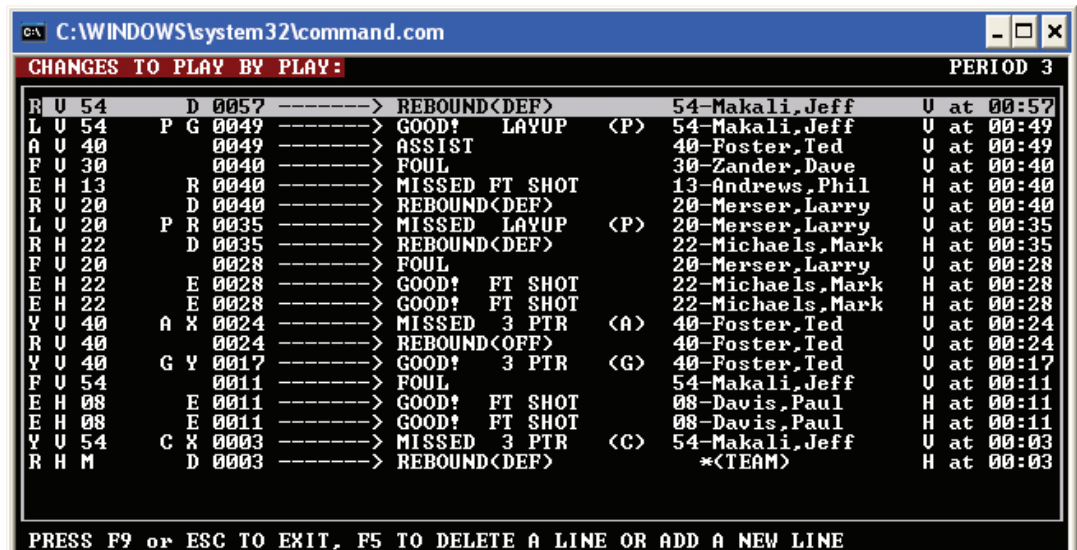 C:\WINDOWS\system32\command.com
CHANGES TO PLAY BY PLAY: PERIOD 3
R V 54 D 0057 -------> REBOUND(DEF) 54-Makali,Jeff V at 00:57
L V 54 P G 0049 -------> GOOD! LAYUP (P) 54-Makali,Jeff V at 00:49
A V 40 0049 -------> ASSIST 40-Foster,Ted V at 00:49
F V 30 0040 -------> FOUL 30-Zander,Dave V at 00:40
E H 13 R 0040 -------> MISSED FT SHOT 13-Andrews,Phil H at 00:40
R V 20 D 0040 -------> REBOUND(DEF) 20-Merser,Larry V at 00:40
L V 20 P R 0035 -------> MISSED LAYUP (P) 20-Merser,Larry V at 00:35
R H 22 D 0035 -------> REBOUND(DEF) 22-Michaels,Mark H at 00:35
F V 20 0028 -------> FOUL 20-Merser,Larry V at 00:28
E H 22 E 0028 -------> GOOD! FT SHOT 22-Michaels,Mark H at 00:28
E H 22 E 0028 -------> GOOD! FT SHOT 22-Michaels,Mark H at 00:28
Y V 40 A X 0024 -------> MISSED 3 PTR (A) 40-Foster,Ted V at 00:24
R V 40 0024 -------> REBOUND(OFF) 40-Foster,Ted V at 00:24
Y V 40 G Y 0017 -------> GOOD! 3 PTR (G) 40-Foster,Ted V at 00:17
F V 54 0011 -------> FOUL 54-Makali,Jeff V at 00:11
E H 08 E 0011 -------> GOOD! FT SHOT 08-Davis,Paul H at 00:11
E H 08 E 0011 -------> GOOD! FT SHOT 08-Davis,Paul H at 00:11
Y V 54 C X 0003 -------> MISSED 3 PTR (C) 54-Makali,Jeff V at 00:03
R H M D 0003 -------> REBOUND(DEF) *(TEAM) H at 00:03
PRESS F9 or ESC TO EXIT, F5 TO DELETE A LINE OR ADD A NEW LINE